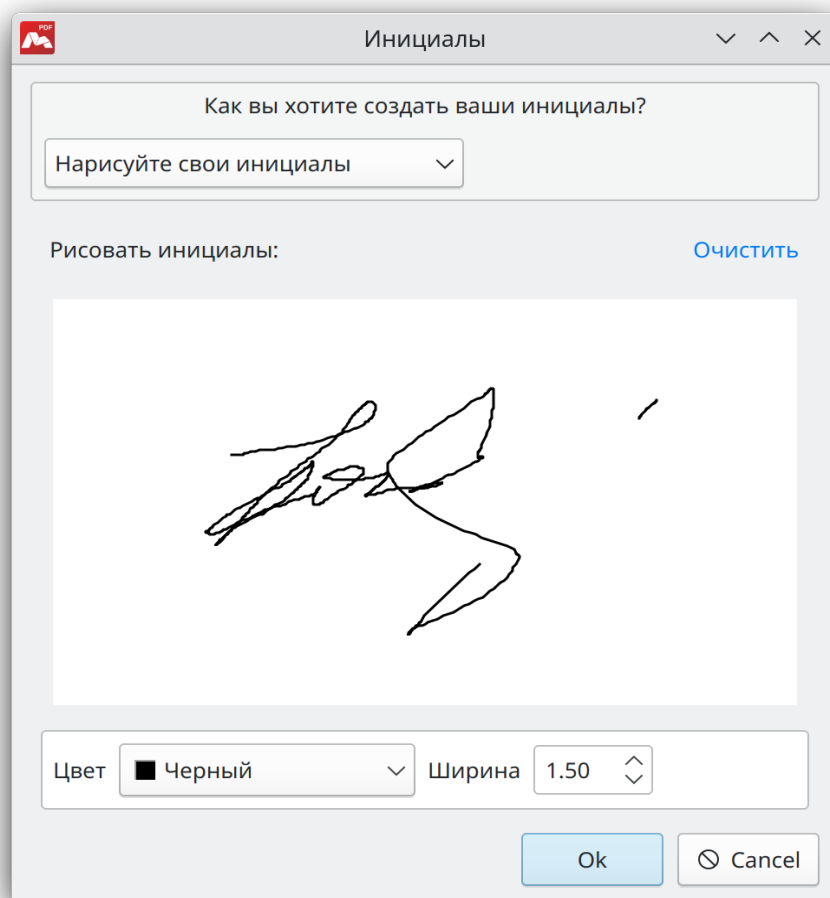 PDF
Инициалы
Как вы хотите создать ваши инициалы?
Нарисуйте свои инициалы
Рисовать инициалы:
Очистить
Цвет
Черный
Ширина
1.50
Ok
Cancel